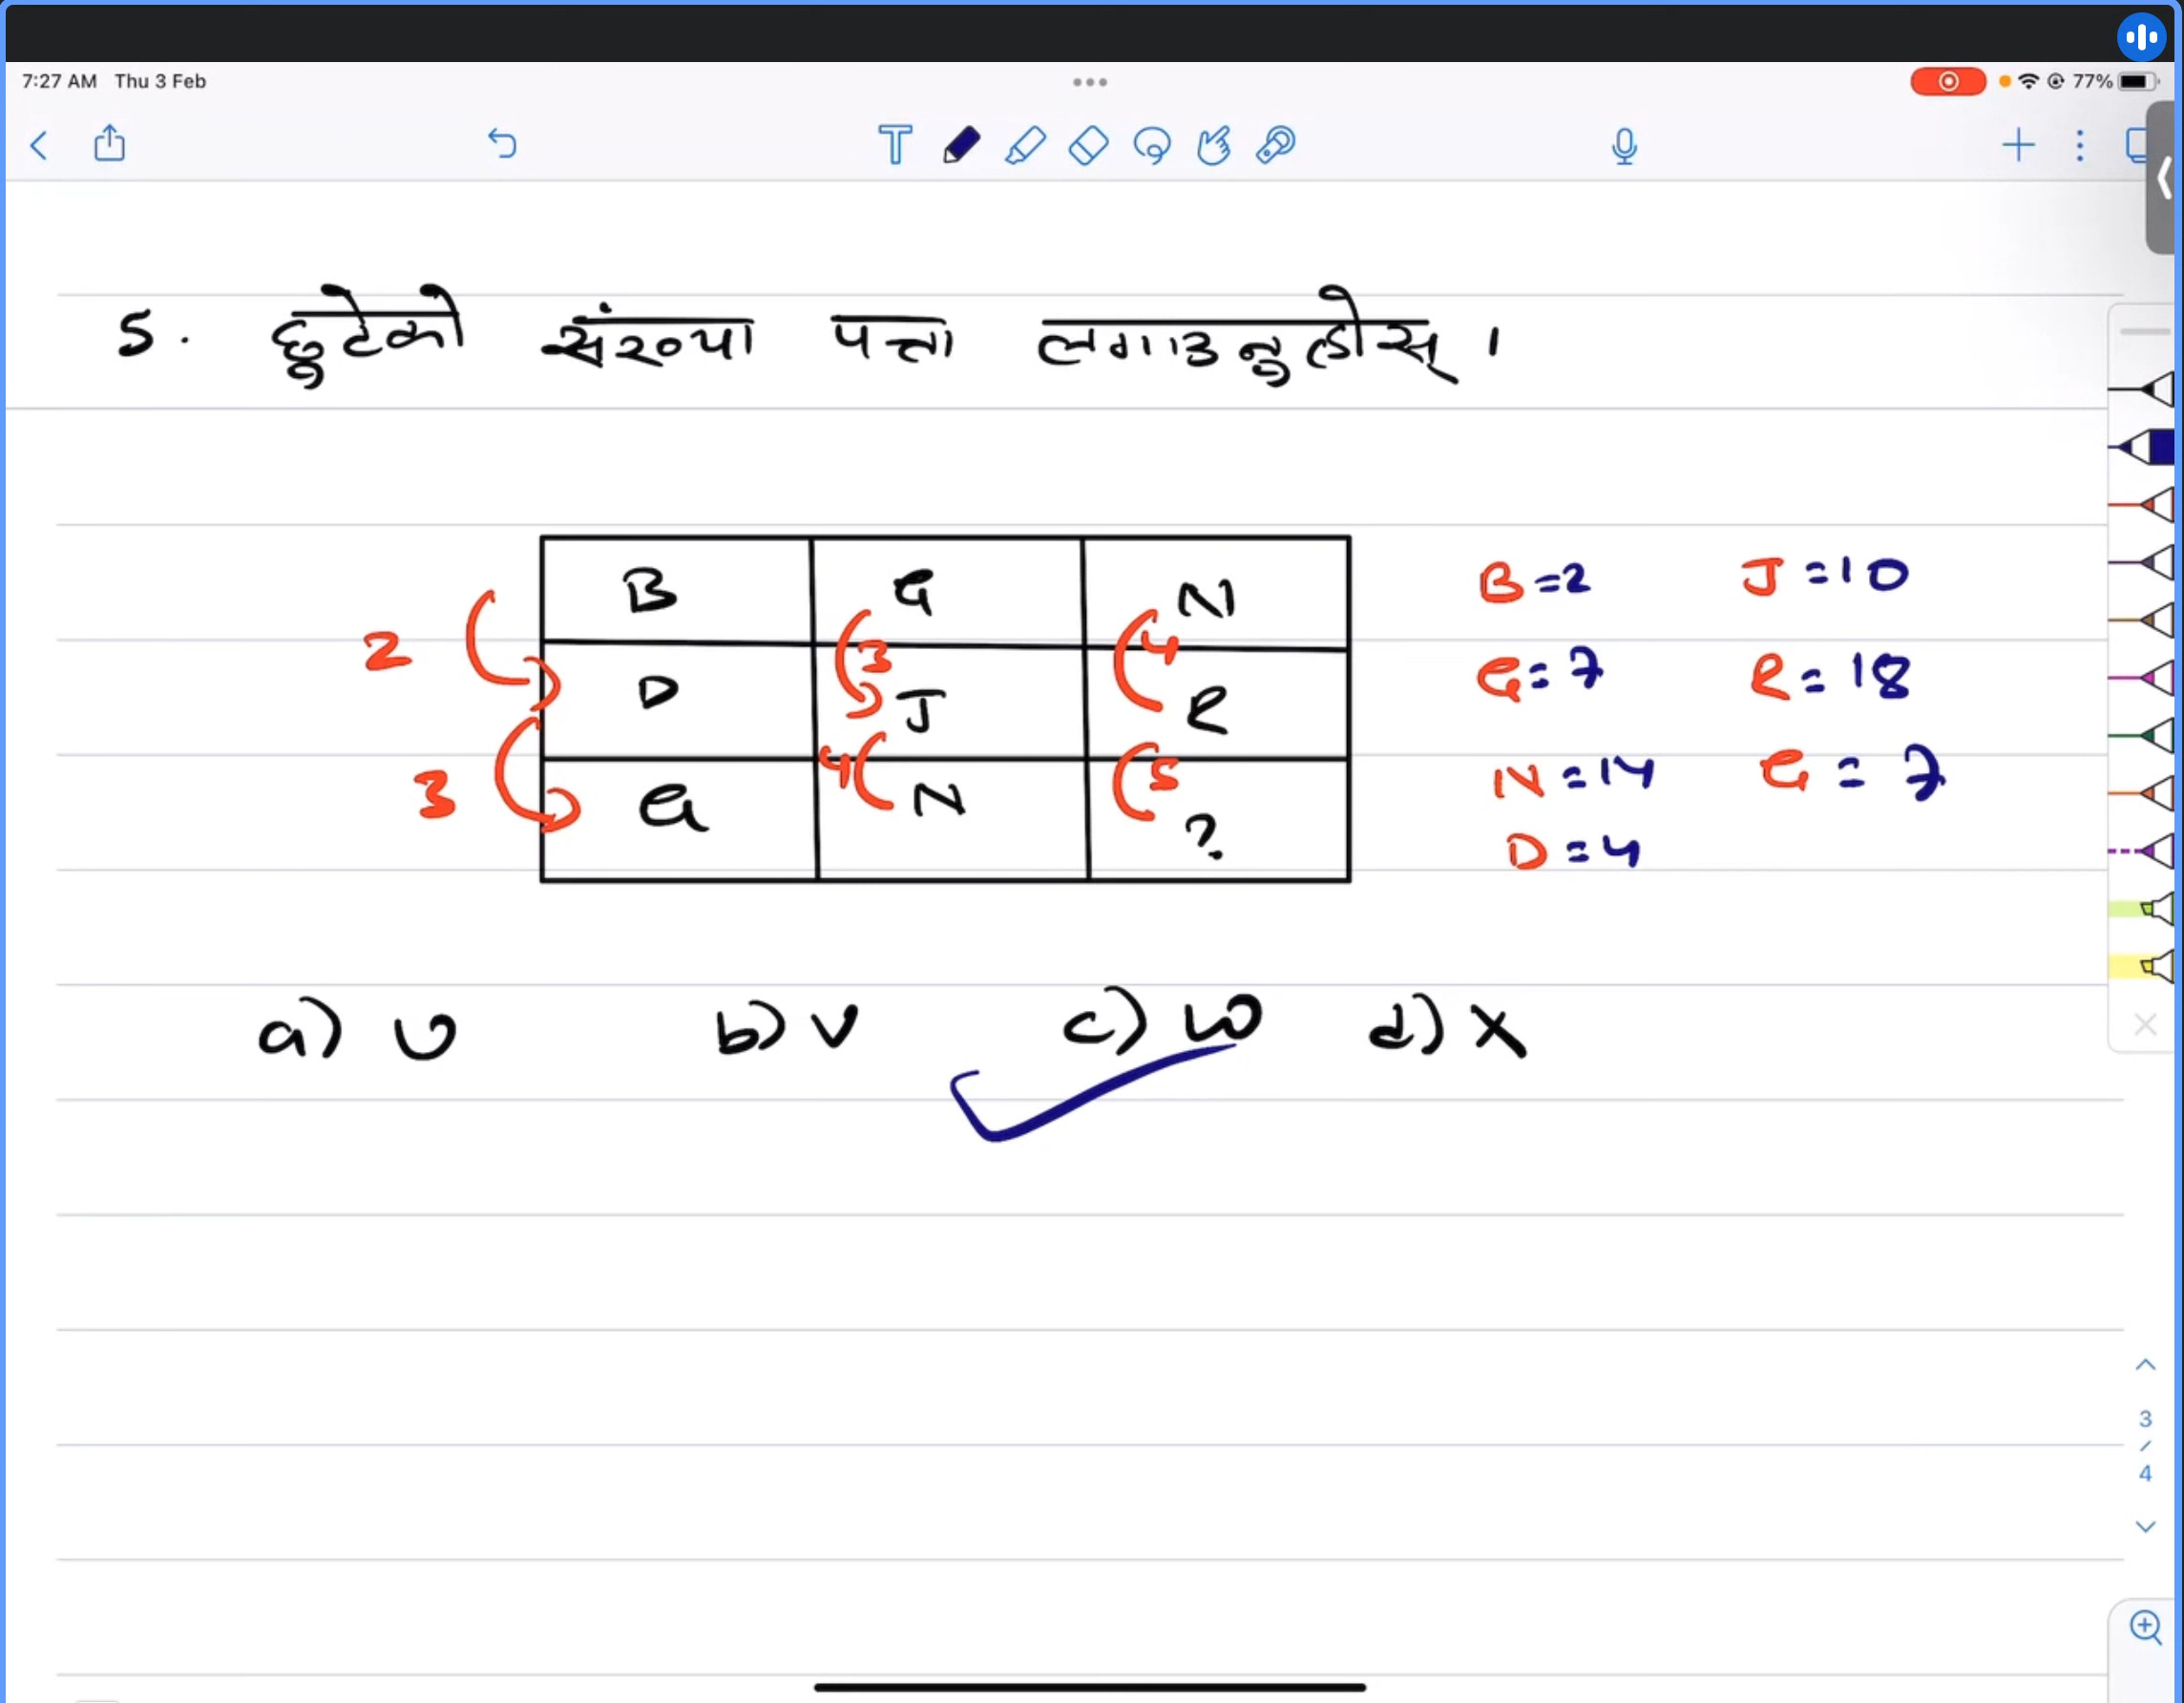 7:27 AM Thu 3 Feb
77%
T
5. छुटेको संख्या पत्ता लगाउनुहोस् ।
B G N
D J R
G N ?
2
3
3
4
4
5
B=2 J=10
G=7 R=18
N=14 G=7
D=4
a) U b) V c) W d) X
3
/
4